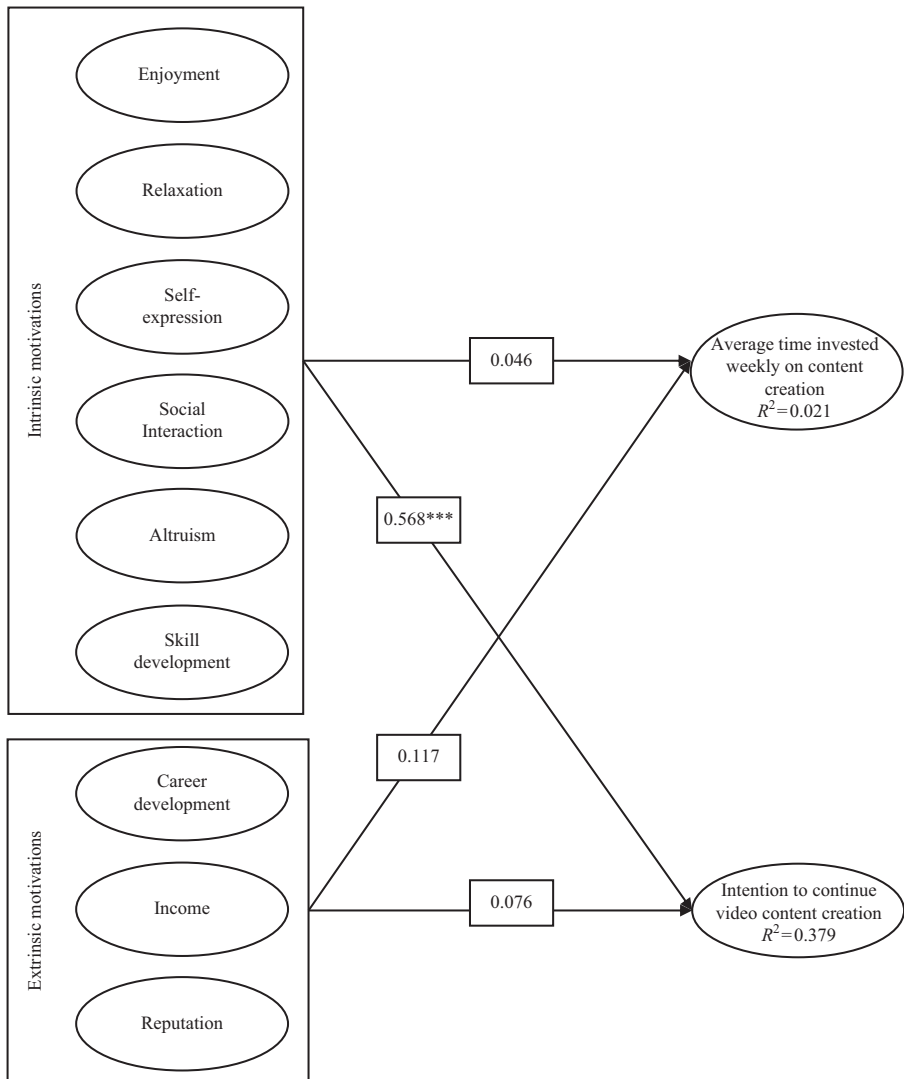 Intrinsic motivations
Enjoyment
Relaxation
Self-
expression
Social
Interaction
Altruism
Skill
development
Extrinsic motivations
Career
development
Income
Reputation
0.046
0.568***
0.117
0.076
Average time invested
weekly on content
creation
R²=0.021
Intention to continue
video content creation
R²=0.379